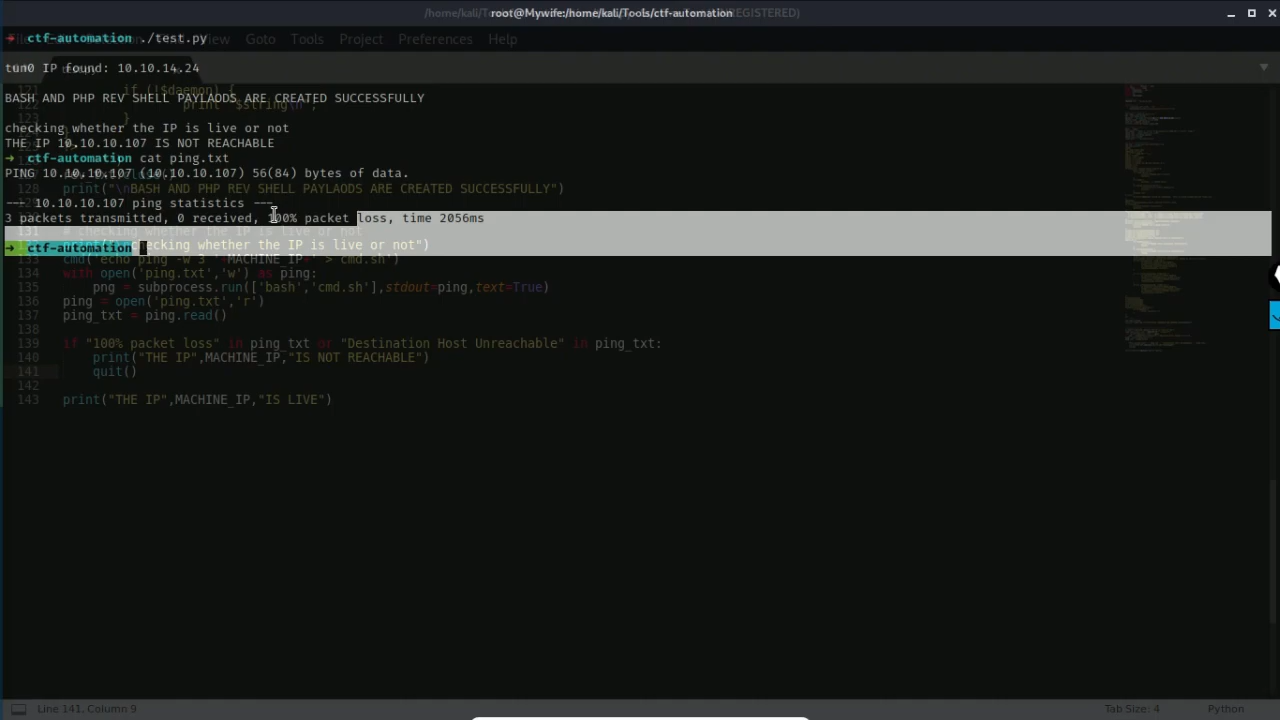 root@Mywife:/home/kali/Tools/ctf-automation
File View Goto Tools Project Preferences Help
→ ctf-automation ./test.py
tun0 IP found: 10.10.14.24
121 if (!$daemon) {
122 print "$string\n";
123 }
BASH AND PHP REV SHELL PAYLAODS ARE CREATED SUCCESSFULLY
checking whether the IP is live or not
THE IP 10.10.10.107 IS NOT REACHABLE
→ ctf-automation cat ping.txt
PING 10.10.10.107 (10.10.10.107) 56(84) bytes of data.
128 print("\nBASH AND PHP REV SHELL PAYLAODS ARE CREATED SUCCESSFULLY")
--- 10.10.10.107 ping statistics ---
3 packets transmitted, 0 received, 100% packet loss, time 2056ms
131 # checking whether the IP is live or not
checking whether the IP is live or not")
→ ctf-automation
133 cmd('echo ping -w 3 '+MACHINE_IP+' > cmd.sh')
134 with open('ping.txt','w') as ping:
135 png = subprocess.run(['bash','cmd.sh'],stdout=ping,text=True)
136 ping = open('ping.txt','r')
137 ping_txt = ping.read()
138
139 if "100% packet loss" in ping_txt or "Destination Host Unreachable" in ping_txt:
140 print("THE IP",MACHINE_IP,"IS NOT REACHABLE")
141 quit()
142
143 print("THE IP",MACHINE_IP,"IS LIVE")
Line 141, Column 9
Tab Size: 4
Python